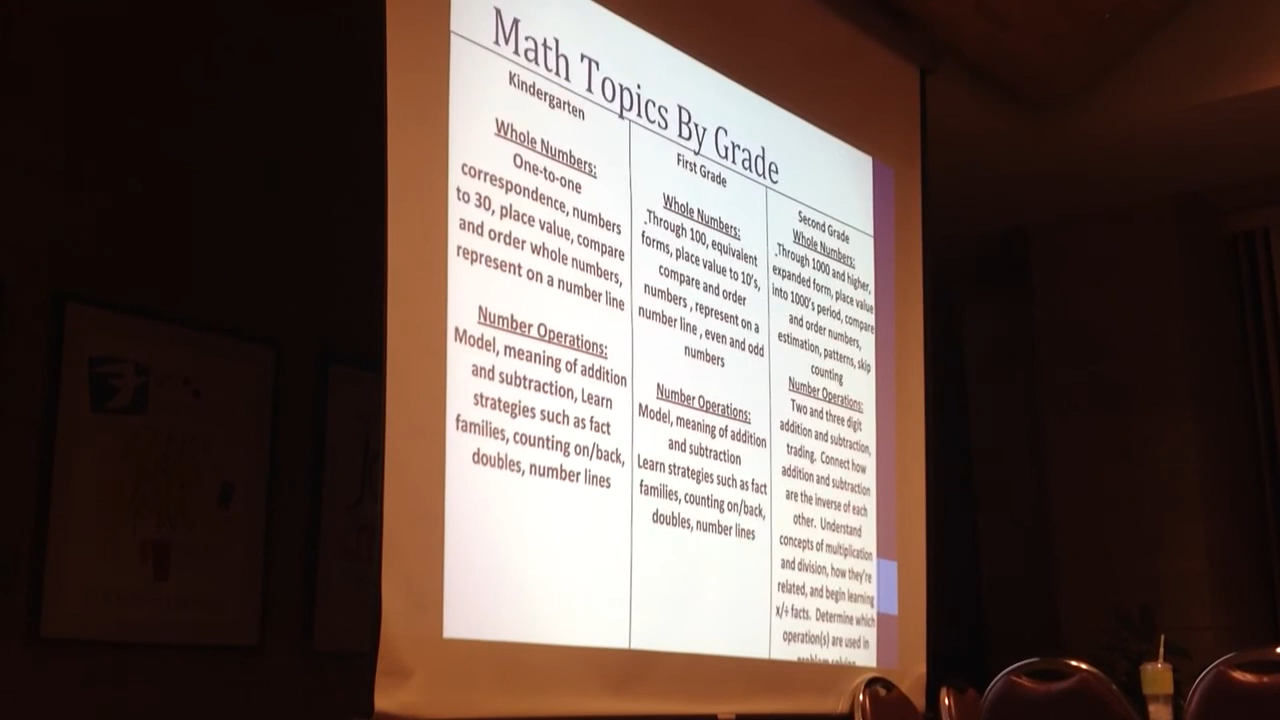 Math Topics By Grade
Kindergarten
Whole Numbers:
One-to-one
correspondence, numbers
to 30, place value, compare
and order whole numbers,
represent on a number line
Number Operations:
Model, meaning of addition
and subtraction, Learn
strategies such as fact
families, counting on/back,
doubles, number lines
First Grade
Whole Numbers:
Through 100, equivalent
forms, place value to 10's,
compare and order
numbers , represent on a
number line , even and odd
numbers
Number Operations:
Model, meaning of addition
and subtraction
Learn strategies such as fact
families, counting on/back,
doubles, number lines
Second Grade
Whole Numbers:
Through 1000 and higher,
expanded form, place value
into 1000's period, compare
and order numbers,
estimation, patterns, skip
counting
Number Operations:
Two and three digit
addition and subtraction,
trading. Connect how
addition and subtraction
are the inverse of each
other. Understand
concepts of multiplication
and division, how they're
related, and begin learning
x/÷ facts. Determine which
operation(s) are used in
problem solving